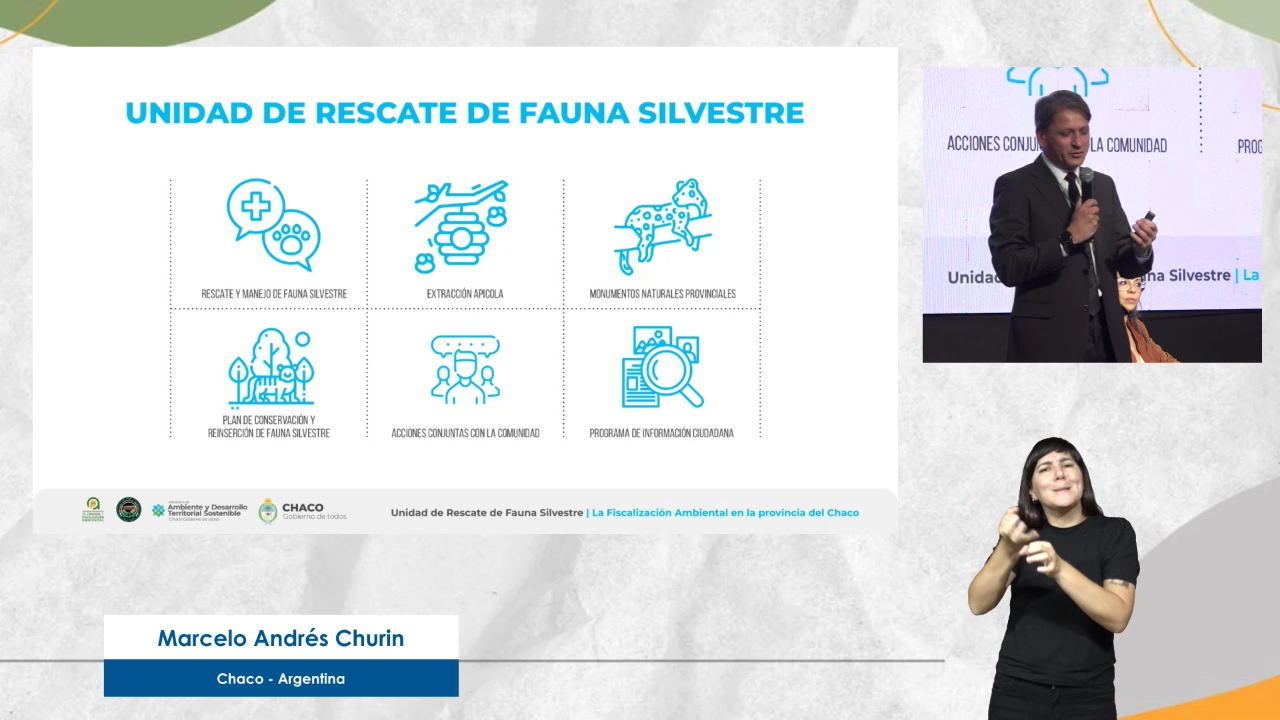 UNIDAD DE RESCATE DE FAUNA SILVESTRE
RESCATE Y MANEJO DE FAUNA SILVESTRE
EXTRACCIÓN APICOLA
MONUMENTOS NATURALES PROVINCIALES
PLAN DE CONSERVACIÓN Y
REINSERCIÓN DE FAUNA SILVESTRE
ACCIONES CONJUNTAS CON LA COMUNIDAD
PROGRAMA DE INFORMACIÓN CIUDADANA
Ambiente y Desarrollo
Territorial Sostenible
CHACO
Gobierno de todos
Unidad de Rescate de Fauna Silvestre | La Fiscalización Ambiental en la provincia del Chaco
ACCIONES CONJU LA COMUNIDAD
PROG
Unida na Silvestre | La
Marcelo Andrés Churin
Chaco - Argentina